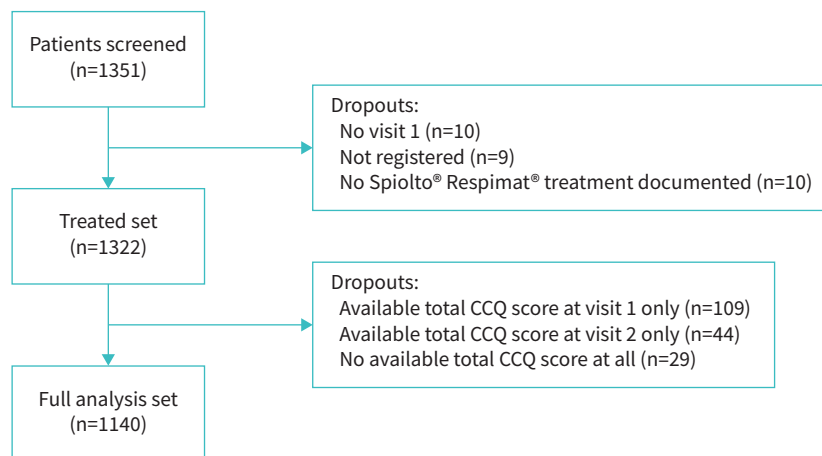 Patients screened
(n=1351)
Dropouts:
No visit 1 (n=10)
Not registered (n=9)
No Spiolto® Respimat® treatment documented (n=10)
Treated set
(n=1322)
Dropouts:
Available total CCQ score at visit 1 only (n=109)
Available total CCQ score at visit 2 only (n=44)
No available total CCQ score at all (n=29)
Full analysis set
(n=1140)